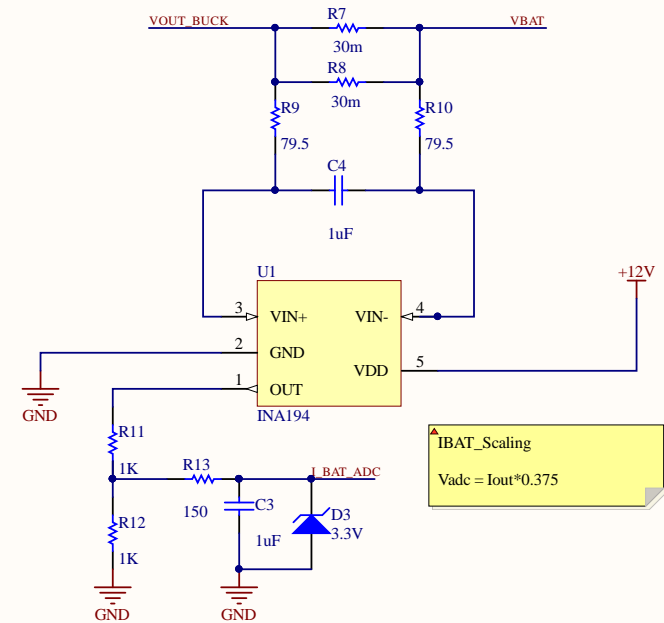 R7
VOUT_BUCK
VBAT
30m
R8
30m
R9
R10
79.5
79.5
C4
1uF
U1
+12V
3
VIN+
VIN-
4
2
GND
VDD
5
1
OUT
GND
INA194
R11
1K
R13
I_BAT_ADC
150
C3
1uF
D3
3.3V
R12
1K
GND
GND
IBAT_Scaling
Vadc = Iout*0.375